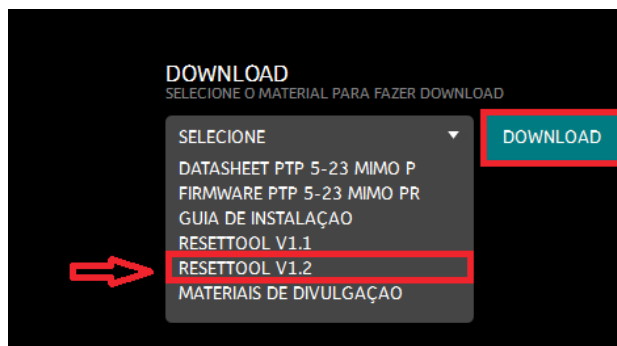 DOWNLOAD
SELECIONE O MATERIAL PARA FAZER DOWNLOAD
SELECIONE
DOWNLOAD
DATASHEET PTP 5-23 MIMO P
FIRMWARE PTP 5-23 MIMO PR
GUIA DE INSTALAÇAO
RESETTOOL V1.1
RESETTOOL V1.2
MATERIAIS DE DIVULGAÇAO